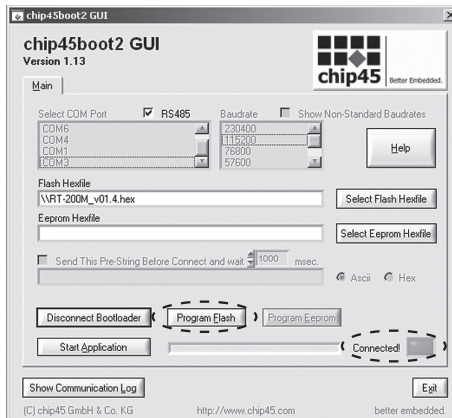 chip45boot2 GUI
chip45boot2 GUI
Version 1.13
chip45 Better Embedded.
Main
Select COM Port RS485 Baudrate Show Non-Standard Baudrates
COM6 230400
COM4 115200
COM1 76800
COM3 57600
Help
Flash Hexfile
\\RT-200M_v01.4.hex Select Flash Hexfile
Eeprom Hexfile
Select Eeprom Hexfile
Send This Pre-String Before Connect and wait 1000 msec.
Ascii Hex
Disconnect Bootloader Program Flash Program Eeprom
Start Application Connected!
Show Communication Log Exit
(C) chip45 GmbH & Co. KG http://www.chip45.com better embedded.